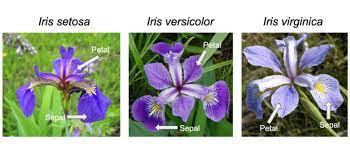 Iris setosa
Iris versicolor
Iris virginica
Petal
Sepal
Petal
Sepal
Petal
Sepal